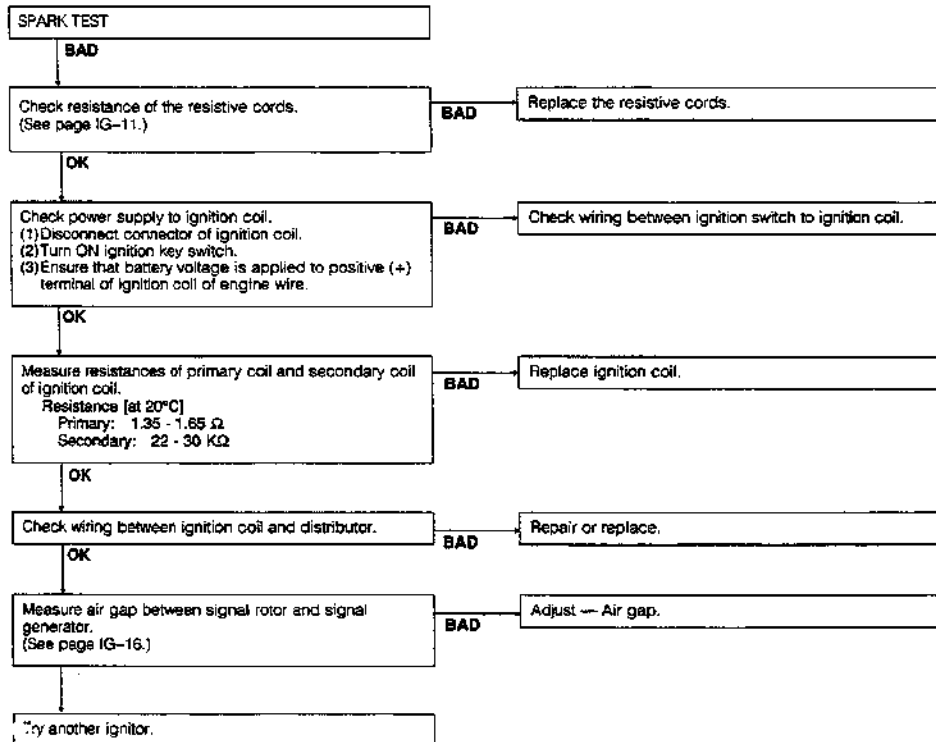 SPARK TEST
BAD
Check resistance of the resistive cords.
(See page IG–11.)
BAD
Replace the resistive cords.
OK
Check power supply to ignition coil.
(1)Disconnect connector of ignition coil.
(2)Turn ON ignition key switch.
(3)Ensure that battery voltage is applied to positive (+)
terminal of ignition coil of engine wire.
BAD
Check wiring between ignition switch to ignition coil.
OK
Measure resistances of primary coil and secondary coil
of ignition coil.
Resistance [at 20°C]
Primary: 1.35 - 1.65 Ω
Secondary: 22 - 30 KΩ
BAD
Replace ignition coil.
OK
Check wiring between ignition coil and distributor.
BAD
Repair or replace.
OK
Measure air gap between signal rotor and signal
generator.
(See page IG–16.)
BAD
Adjust — Air gap.
Try another ignitor.